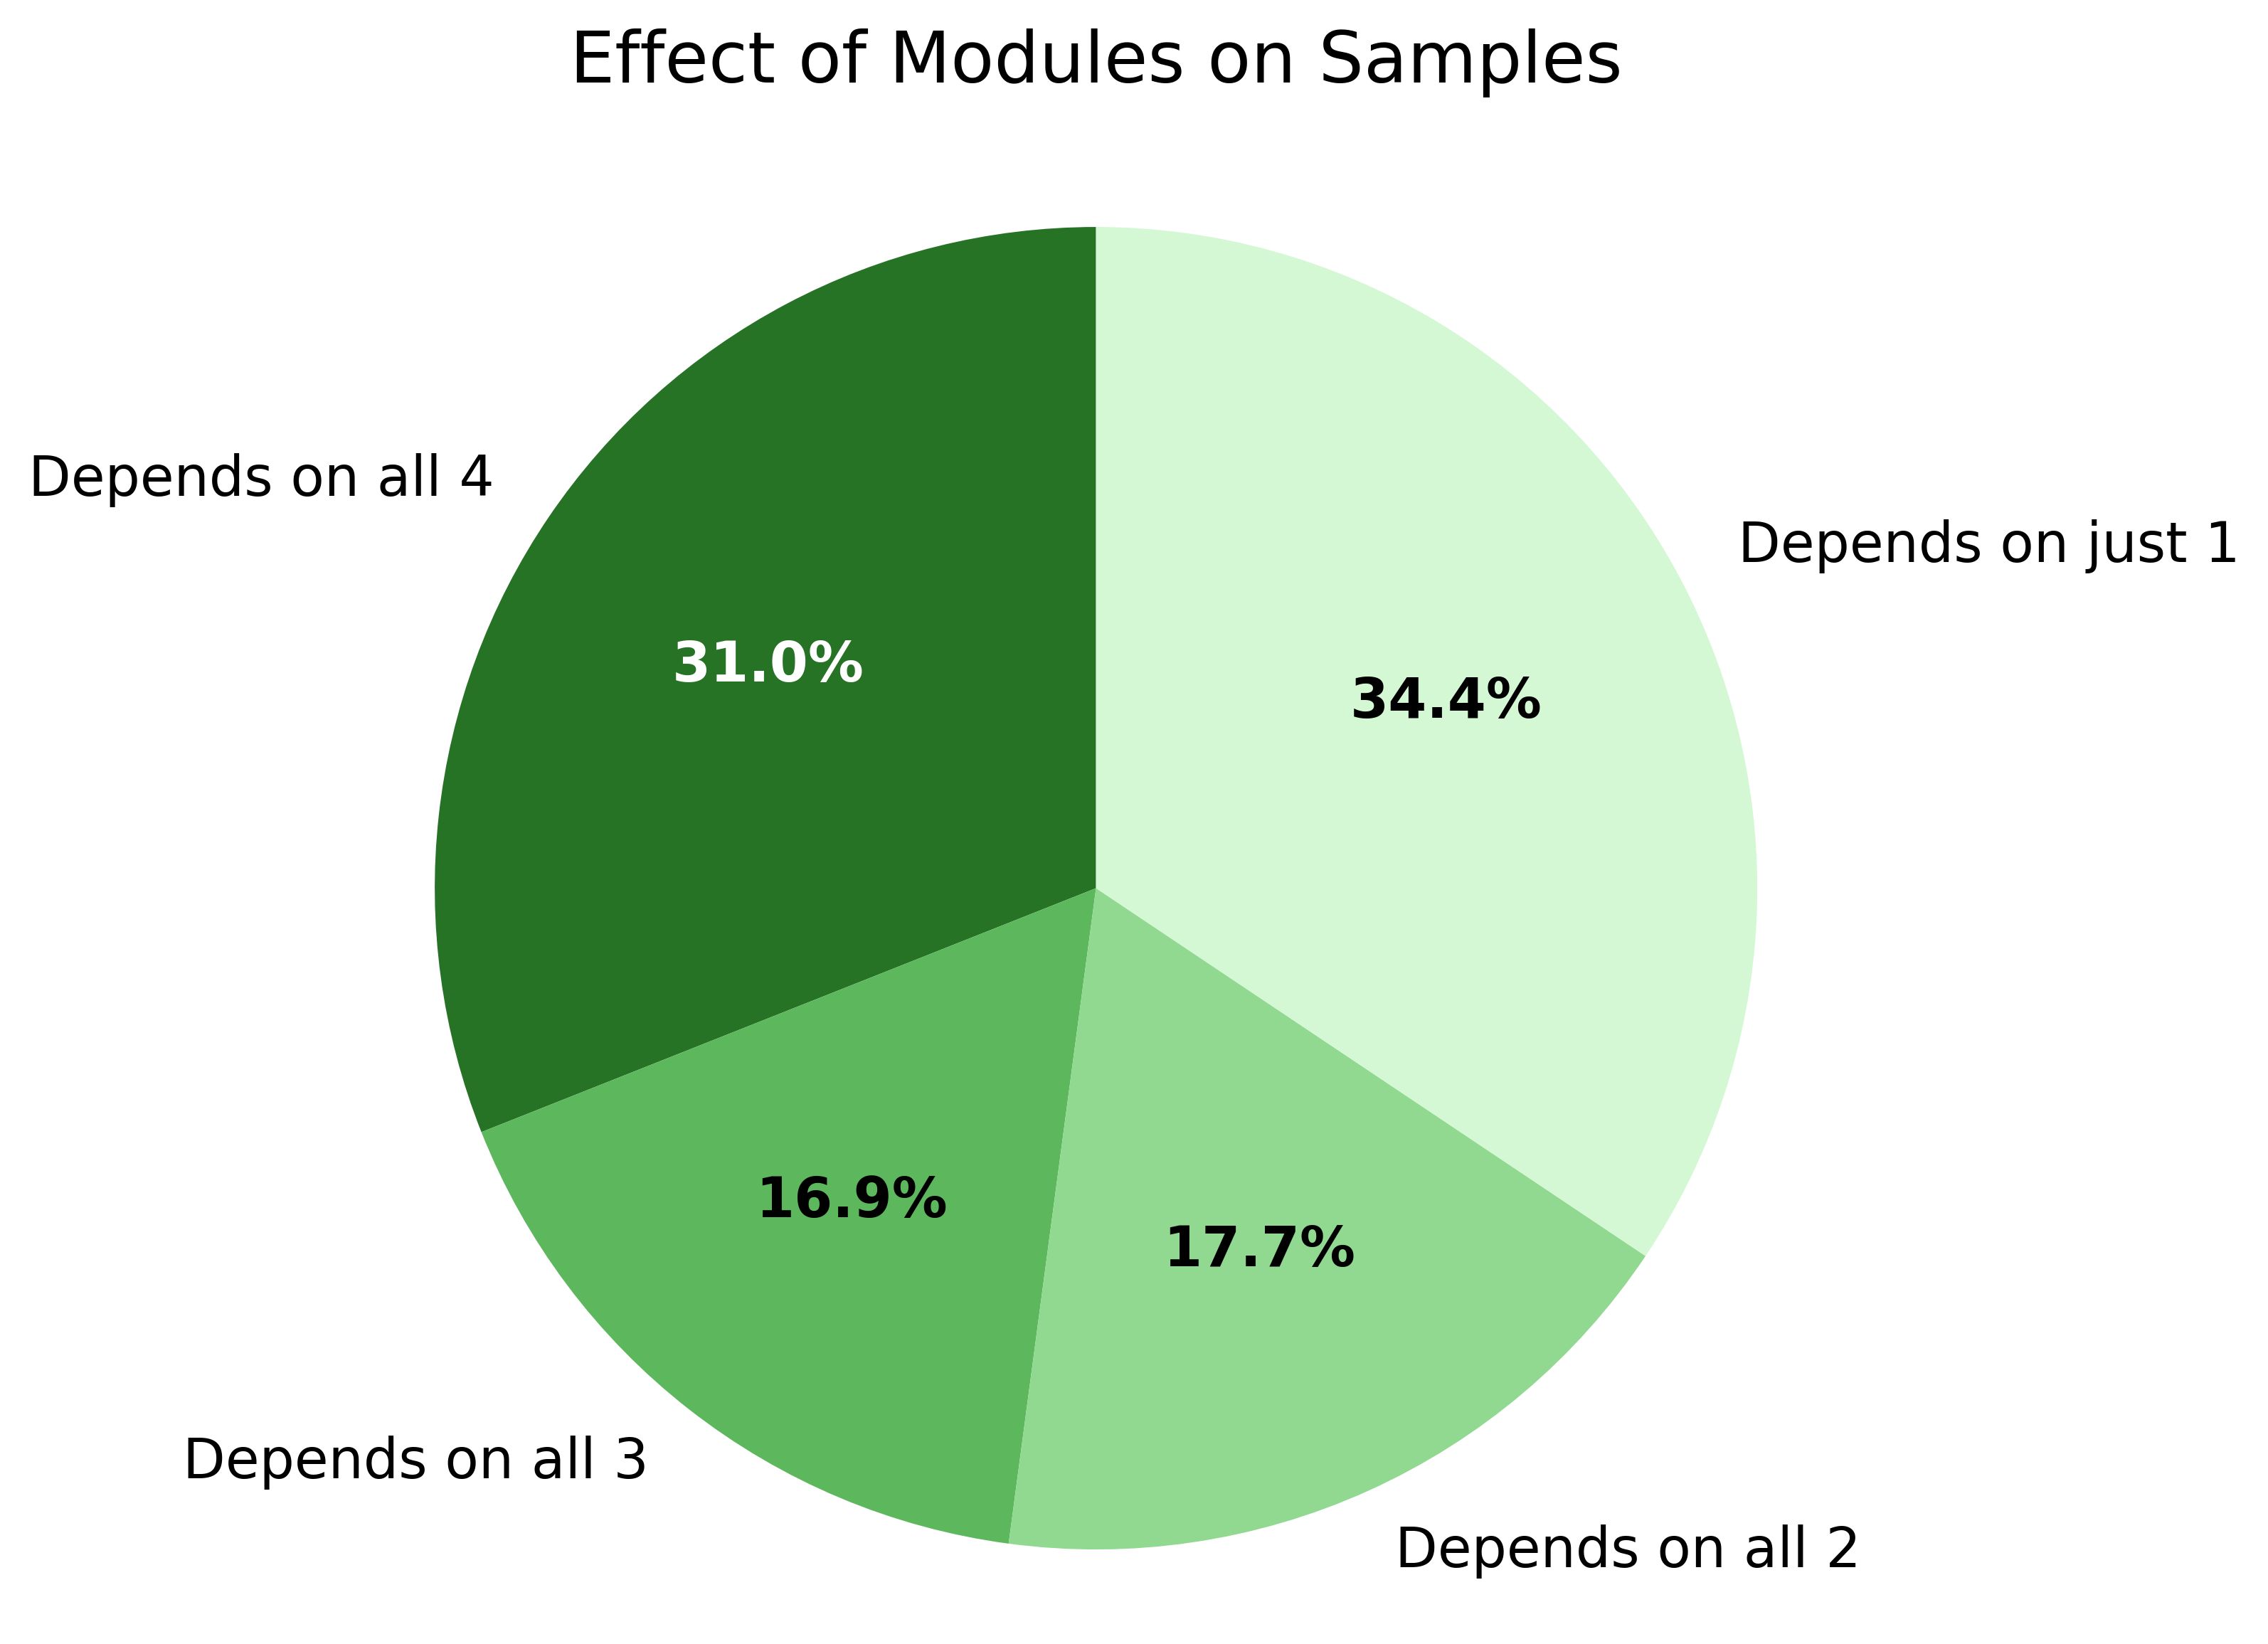 Effect of Modules on Samples
Depends on all 4
Depends on just 1
31.0%
34.4%
16.9%
17.7%
Depends on all 3
Depends on all 2